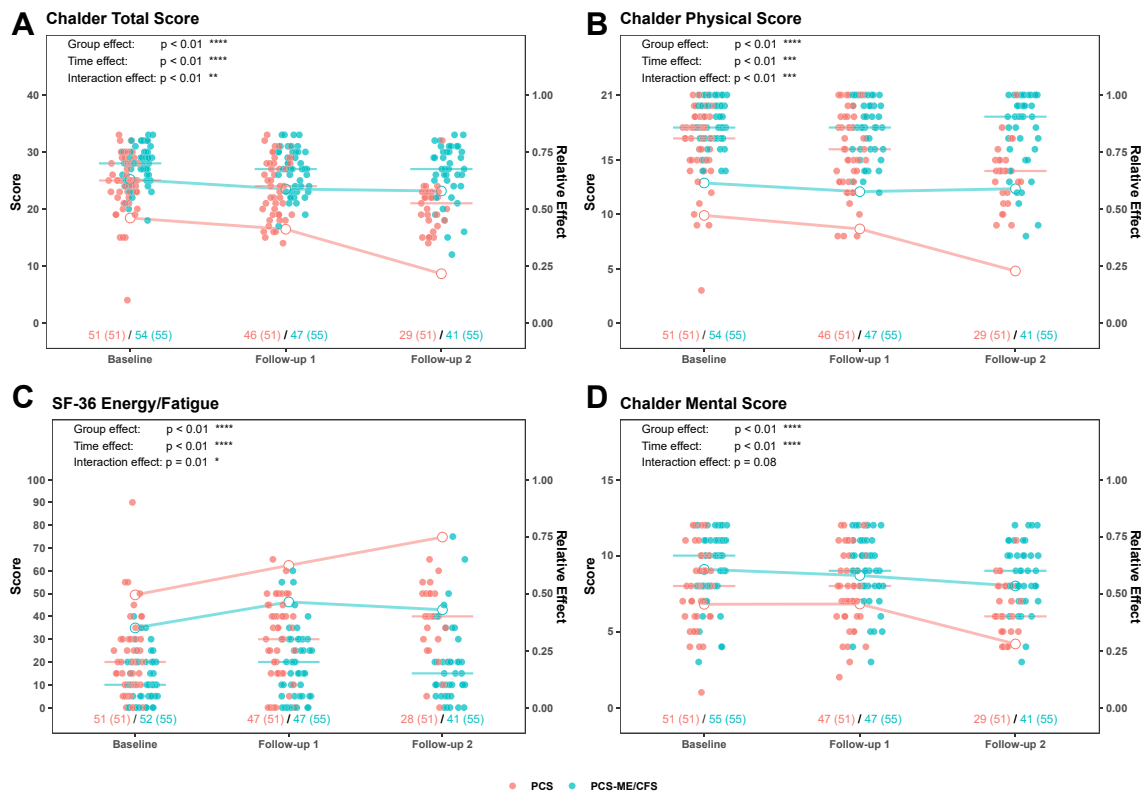 A Chalder Total Score
Group effect: p < 0.01 ****
Time effect: p < 0.01 ****
Interaction effect: p < 0.01 **
Score
40
30
20
10
0
1.00
0.75
0.50
0.25
0.00
Relative Effect
51 (51) / 54 (55)
46 (51) / 47 (55)
29 (51) / 41 (55)
Baseline
Follow-up 1
Follow-up 2
B Chalder Physical Score
Group effect: p < 0.01 ****
Time effect: p < 0.01 ***
Interaction effect: p < 0.01 ***
Score
21
15
10
5
0
1.00
0.75
0.50
0.25
0.00
Relative Effect
51 (51) / 54 (55)
46 (51) / 47 (55)
29 (51) / 41 (55)
Baseline
Follow-up 1
Follow-up 2
C SF-36 Energy/Fatigue
Group effect: p < 0.01 ****
Time effect: p < 0.01 ****
Interaction effect: p = 0.01 *
Score
100
90
80
70
60
50
40
30
20
10
0
1.00
0.75
0.50
0.25
0.00
Relative Effect
51 (51) / 52 (55)
47 (51) / 47 (55)
28 (51) / 41 (55)
Baseline
Follow-up 1
Follow-up 2
D Chalder Mental Score
Group effect: p < 0.01 ****
Time effect: p < 0.01 ****
Interaction effect: p = 0.08
Score
15
10
5
0
1.00
0.75
0.50
0.25
0.00
Relative Effect
51 (51) / 55 (55)
47 (51) / 47 (55)
29 (51) / 41 (55)
Baseline
Follow-up 1
Follow-up 2
PCS PCS-ME/CFS